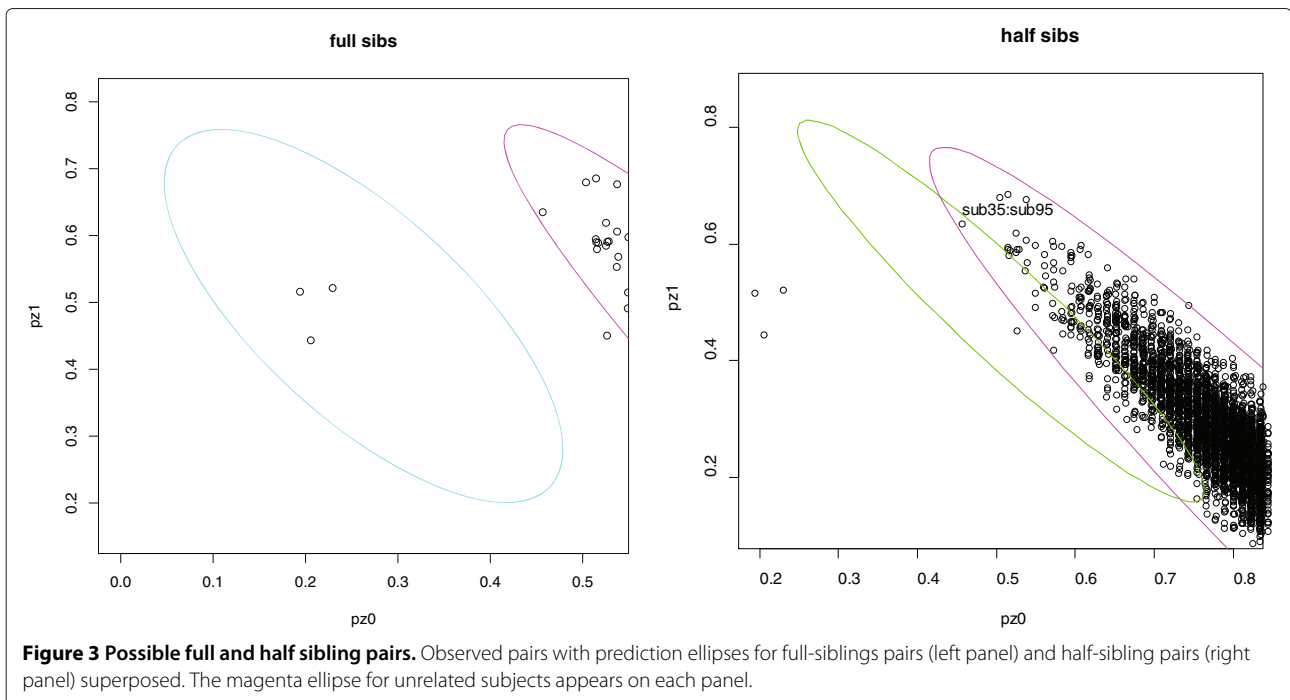 full sibs
0.8
0.7
0.6
0.5
0.4
0.3
0.2
pz1
0.0 0.1 0.2 0.3 0.4 0.5
pz0
half sibs
0.8
0.6
0.4
0.2
pz1
sub35:sub95
0.2 0.3 0.4 0.5 0.6 0.7 0.8
pz0
Figure 3 Possible full and half sibling pairs. Observed pairs with prediction ellipses for full-siblings pairs (left panel) and half-sibling pairs (right
panel) superposed. The magenta ellipse for unrelated subjects appears on each panel.